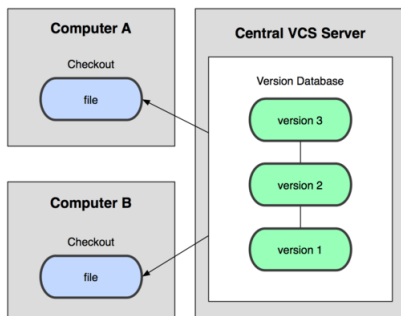 Computer A
Checkout
file
Computer B
Checkout
file
Central VCS Server
Version Database
version 3
version 2
version 1